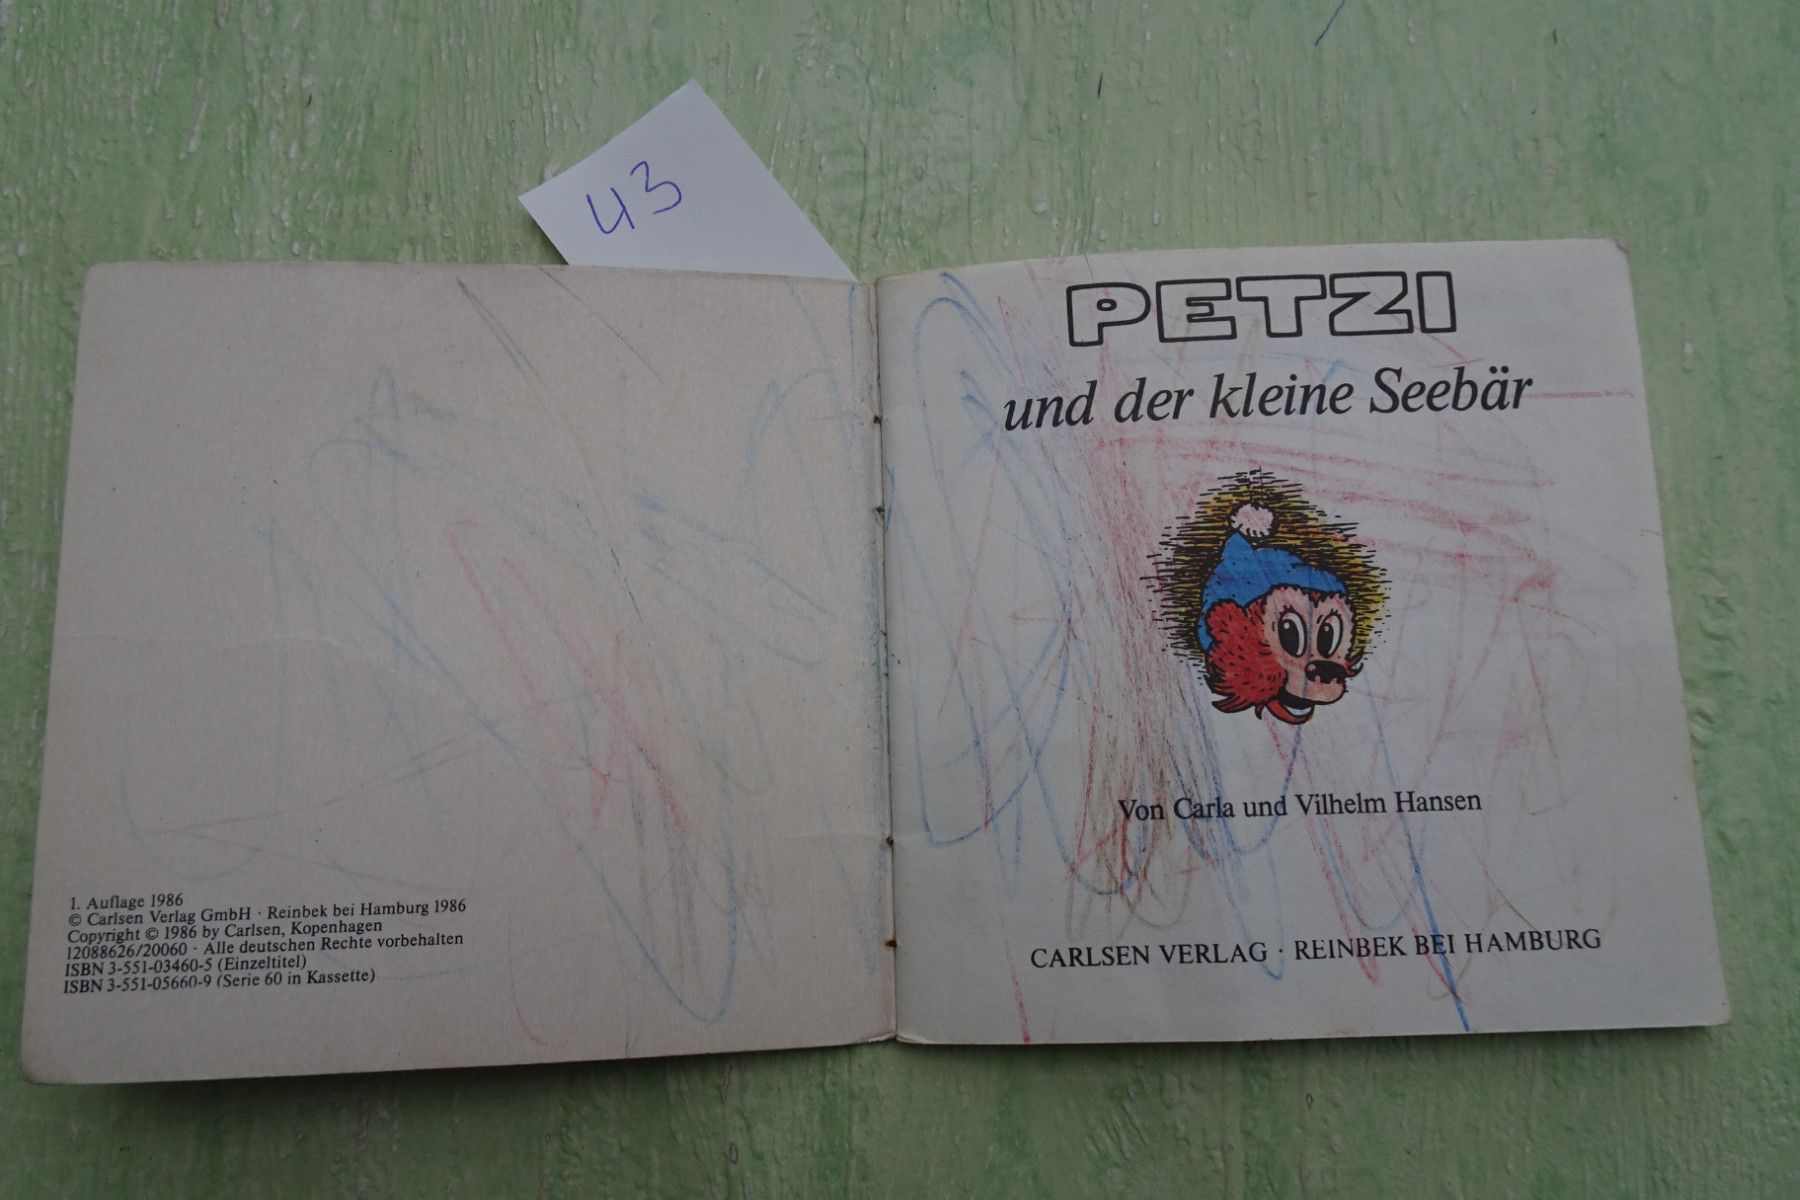 43
1. Auflage 1986
© Carlsen Verlag GmbH · Reinbek bei Hamburg 1986
Copyright © 1986 by Carlsen, Kopenhagen
12088626/20060 · Alle deutschen Rechte vorbehalten
ISBN 3-551-03460-5 (Einzeltitel)
ISBN 3-551-05660-9 (Serie 60 in Kassette)
PETZI
und der kleine Seebär
Von Carla und Vilhelm Hansen
CARLSEN VERLAG · REINBEK BEI HAMBURG